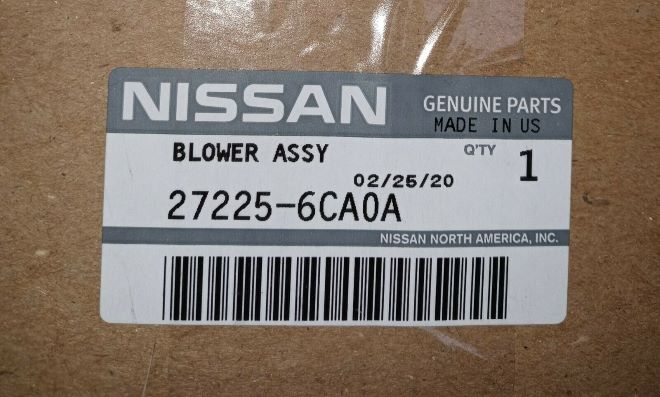 NISSAN GENUINE PARTS
MADE IN US
BLOWER ASSY Q'TY 1
02/25/20
27225-6CA0A
NISSAN NORTH AMERICA, INC.